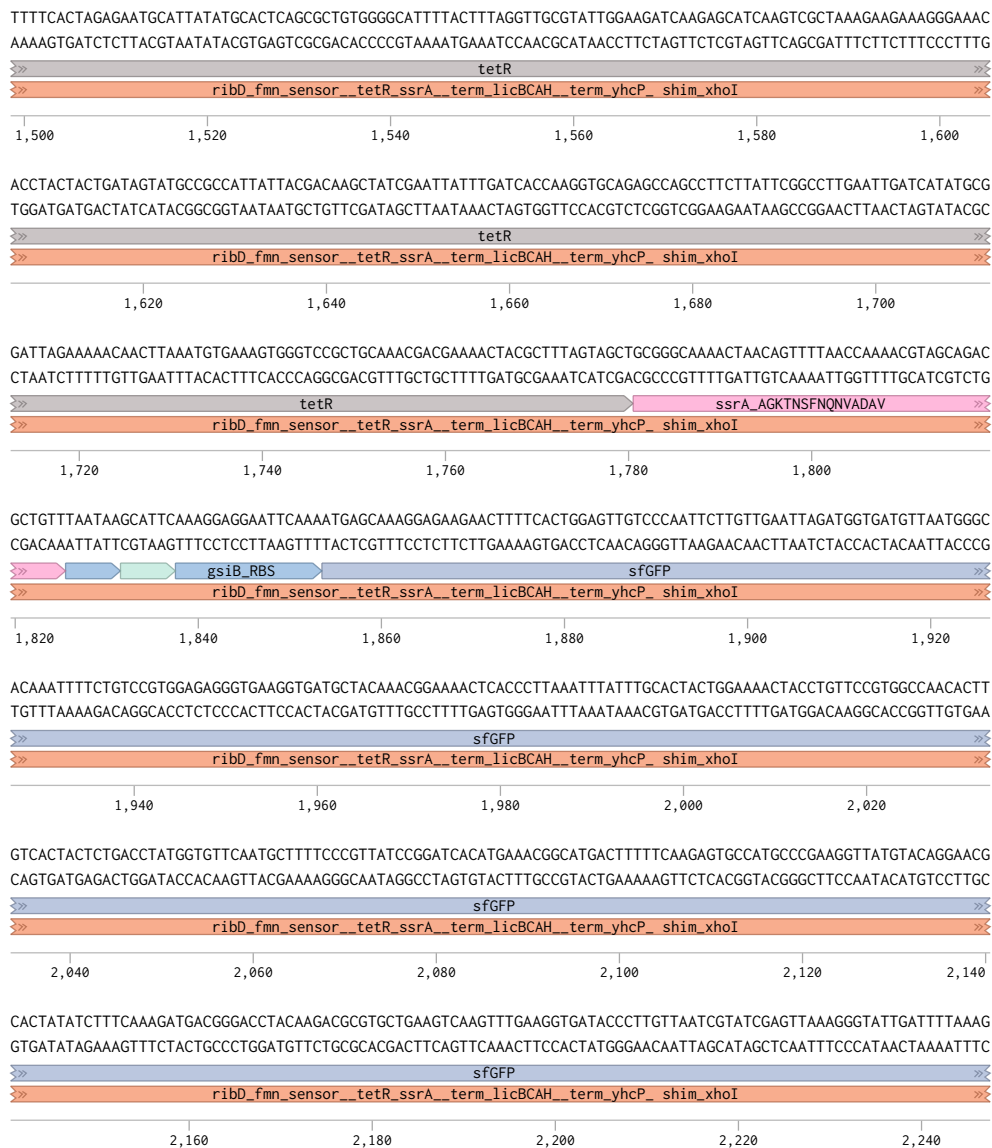 TTTTCACTAGAGAATGCATTATATGCACTCAGCGCTGTGGGGCATTTTACTTTAGGTTGCGTATTGGAAGATCAAGAGCATCAAGTCGCTAAAGAAGAAAGGGAAAC
AAAAGTGATCTCTTACGTAATATACGTGAGTCGCGACACCCCGTAAAATGAAATCCAACGCATAACCTTCTAGTTCTCGTAGTTCAGCGATTTCTTCTTTCCCTTTG
tetR
ribD_fmn_sensor__tetR_ssrA__term_licBCAH__term_yhcP_ shim_xhoI
1,500 1,520 1,540 1,560 1,580 1,600
ACCTACTACTGATAGTATGCCGCCATTATTACGACAAGCTATCGAATTATTTGATCACCAAGGTGCAGAGCCAGCCTTCTTATTCGGCCTTGAATTGATCATATGCG
TGGATGATGACTATCATACGGCGGTAATAATGCTGTTCGATAGCTTAATAAACTAGTGGTTCCACGTCTCGGTCGGAAGAATAAGCCGGAACTTAACTAGTATACGC
tetR
ribD_fmn_sensor__tetR_ssrA__term_licBCAH__term_yhcP_ shim_xhoI
1,620 1,640 1,660 1,680 1,700
GATTAGAAAAACAACTTAAATGTGAAAGTGGGTCCGCTGCAAACGACGAAAACTACGCTTTAGTAGCTGCGGGCAAAACTAACAGTTTTAACCAAAACGTAGCAGAC
CTAATCTTTTTGTTGAATTTACACTTTCACCCAGGCGACGTTTGCTGCTTTTGATGCGAAATCATCGACGCCCGTTTTGATTGTCAAAATTGGTTTTGCATCGTCTG
tetR ssrA_AGKTNSFNQNVADAV
ribD_fmn_sensor__tetR_ssrA__term_licBCAH__term_yhcP_ shim_xhoI
1,720 1,740 1,760 1,780 1,800
GCTGTTTAATAAGCATTCAAAGGAGGAATTCAAAATGAGCAAAGGAGAAGAACTTTTCACTGGAGTTGTCCCAATTCTTGTTGAATTAGATGGTGATGTTAATGGGC
CGACAAATTATTCGTAAGTTTCCTCCTTAAGTTTTACTCGTTTCCTCTTCTTGAAAAGTGACCTCAACAGGGTTAAGAACAACTTAATCTACCACTACAATTACCCG
gsiB_RBS sfGFP
ribD_fmn_sensor__tetR_ssrA__term_licBCAH__term_yhcP_ shim_xhoI
1,820 1,840 1,860 1,880 1,900 1,920
ACAAATTTTCTGTCCGTGGAGAGGGTGAAGGTGATGCTACAAACGGAAAACTCACCCTTAAATTTATTTGCACTACTGGAAAACTACCTGTTCCGTGGCCAACACTT
TGTTTAAAAGACAGGCACCTCTCCCACTTCCACTACGATGTTTGCCTTTTGAGTGGGAATTTAAATAAACGTGATGACCTTTTGATGGACAAGGCACCGGTTGTGAA
sfGFP
ribD_fmn_sensor__tetR_ssrA__term_licBCAH__term_yhcP_ shim_xhoI
1,940 1,960 1,980 2,000 2,020
GTCACTACTCTGACCTATGGTGTTCAATGCTTTTCCCGTTATCCGGATCACATGAAACGGCATGACTTTTTCAAGAGTGCCATGCCCGAAGGTTATGTACAGGAACG
CAGTGATGAGACTGGATACCACAAGTTACGAAAAGGGCAATAGGCCTAGTGTACTTTGCCGTACTGAAAAAGTTCTCACGGTACGGGCTTCCAATACATGTCCTTGC
sfGFP
ribD_fmn_sensor__tetR_ssrA__term_licBCAH__term_yhcP_ shim_xhoI
2,040 2,060 2,080 2,100 2,120 2,140
CACTATATCTTTCAAAGATGACGGGACCTACAAGACGCGTGCTGAAGTCAAGTTTGAAGGTGATACCCTTGTTAATCGTATCGAGTTAAAGGGTATTGATTTTAAAG
GTGATATAGAAAGTTTCTACTGCCCTGGATGTTCTGCGCACGACTTCAGTTCAAACTTCCACTATGGGAACAATTAGCATAGCTCAATTTCCCATAACTAAAATTTC
sfGFP
ribD_fmn_sensor__tetR_ssrA__term_licBCAH__term_yhcP_ shim_xhoI
2,160 2,180 2,200 2,220 2,240